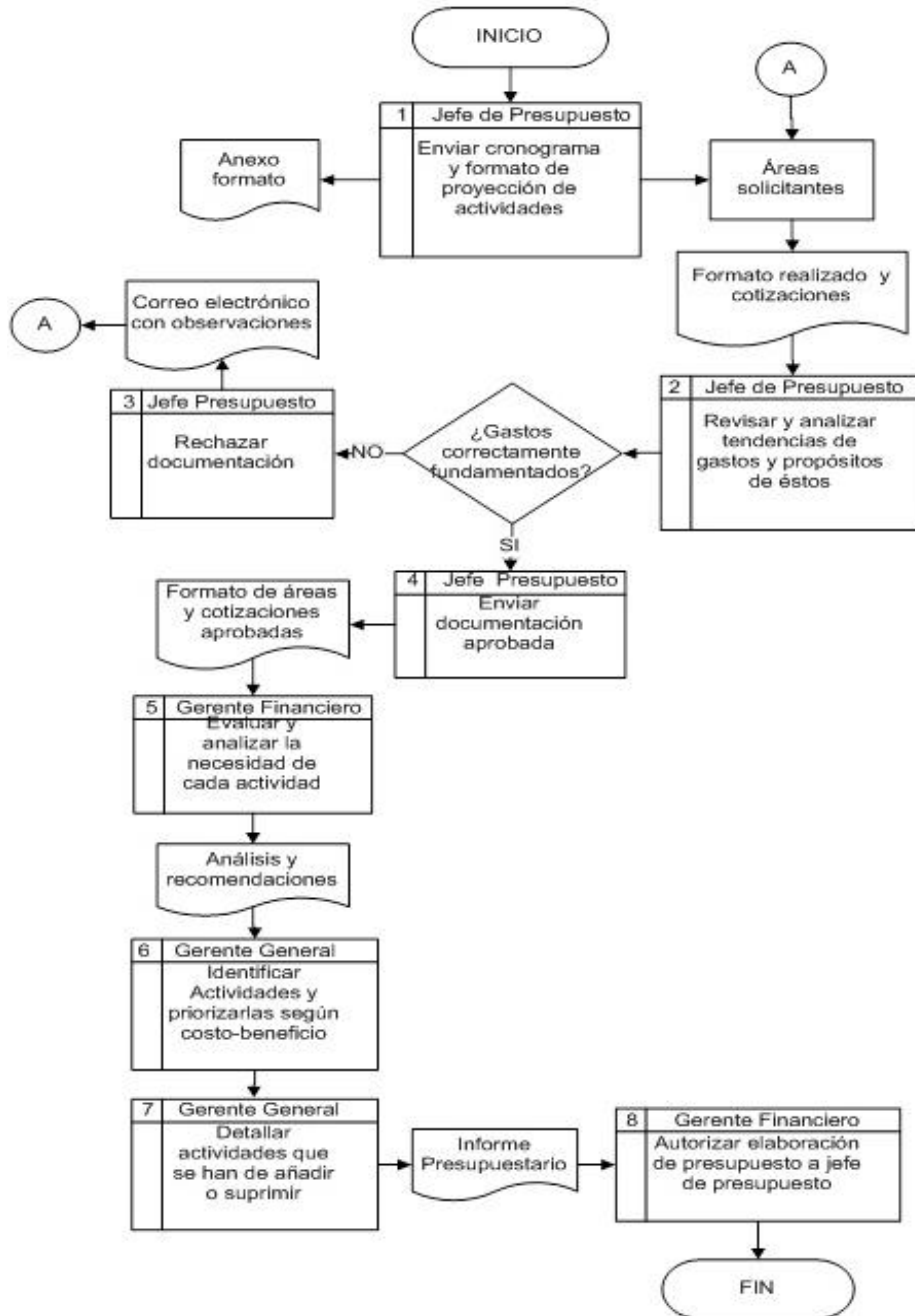 INICIO
A
1 Jefe de Presupuesto
Enviar cronograma
y formato de
proyección de
actividades
Anexo
formato
Áreas
solicitantes
Formato realizado y
cotizaciones
Correo electrónico
con observaciones
A
3 Jefe Presupuesto
Rechazar
documentación
NO
¿Gastos
correctamente
fundamentados?
2 Jefe de Presupuesto
Revisar y analizar
tendencias de
gastos y propósitos
de éstos
SI
4 Jefe Presupuesto
Enviar
documentación
aprobada
Formato de áreas
y cotizaciones
aprobadas
5 Gerente Financiero
Evaluar y
analizar la
necesidad de
cada actividad
Análisis y
recomendaciones
6 Gerente General
Identificar
Actividades y
priorizarlas según
costo-beneficio
7 Gerente General
Detallar
actividades que
se han de añadir
o suprimir
Informe
Presupuestario
8 Gerente Financiero
Autorizar elaboración
de presupuesto a jefe
de presupuesto
FIN